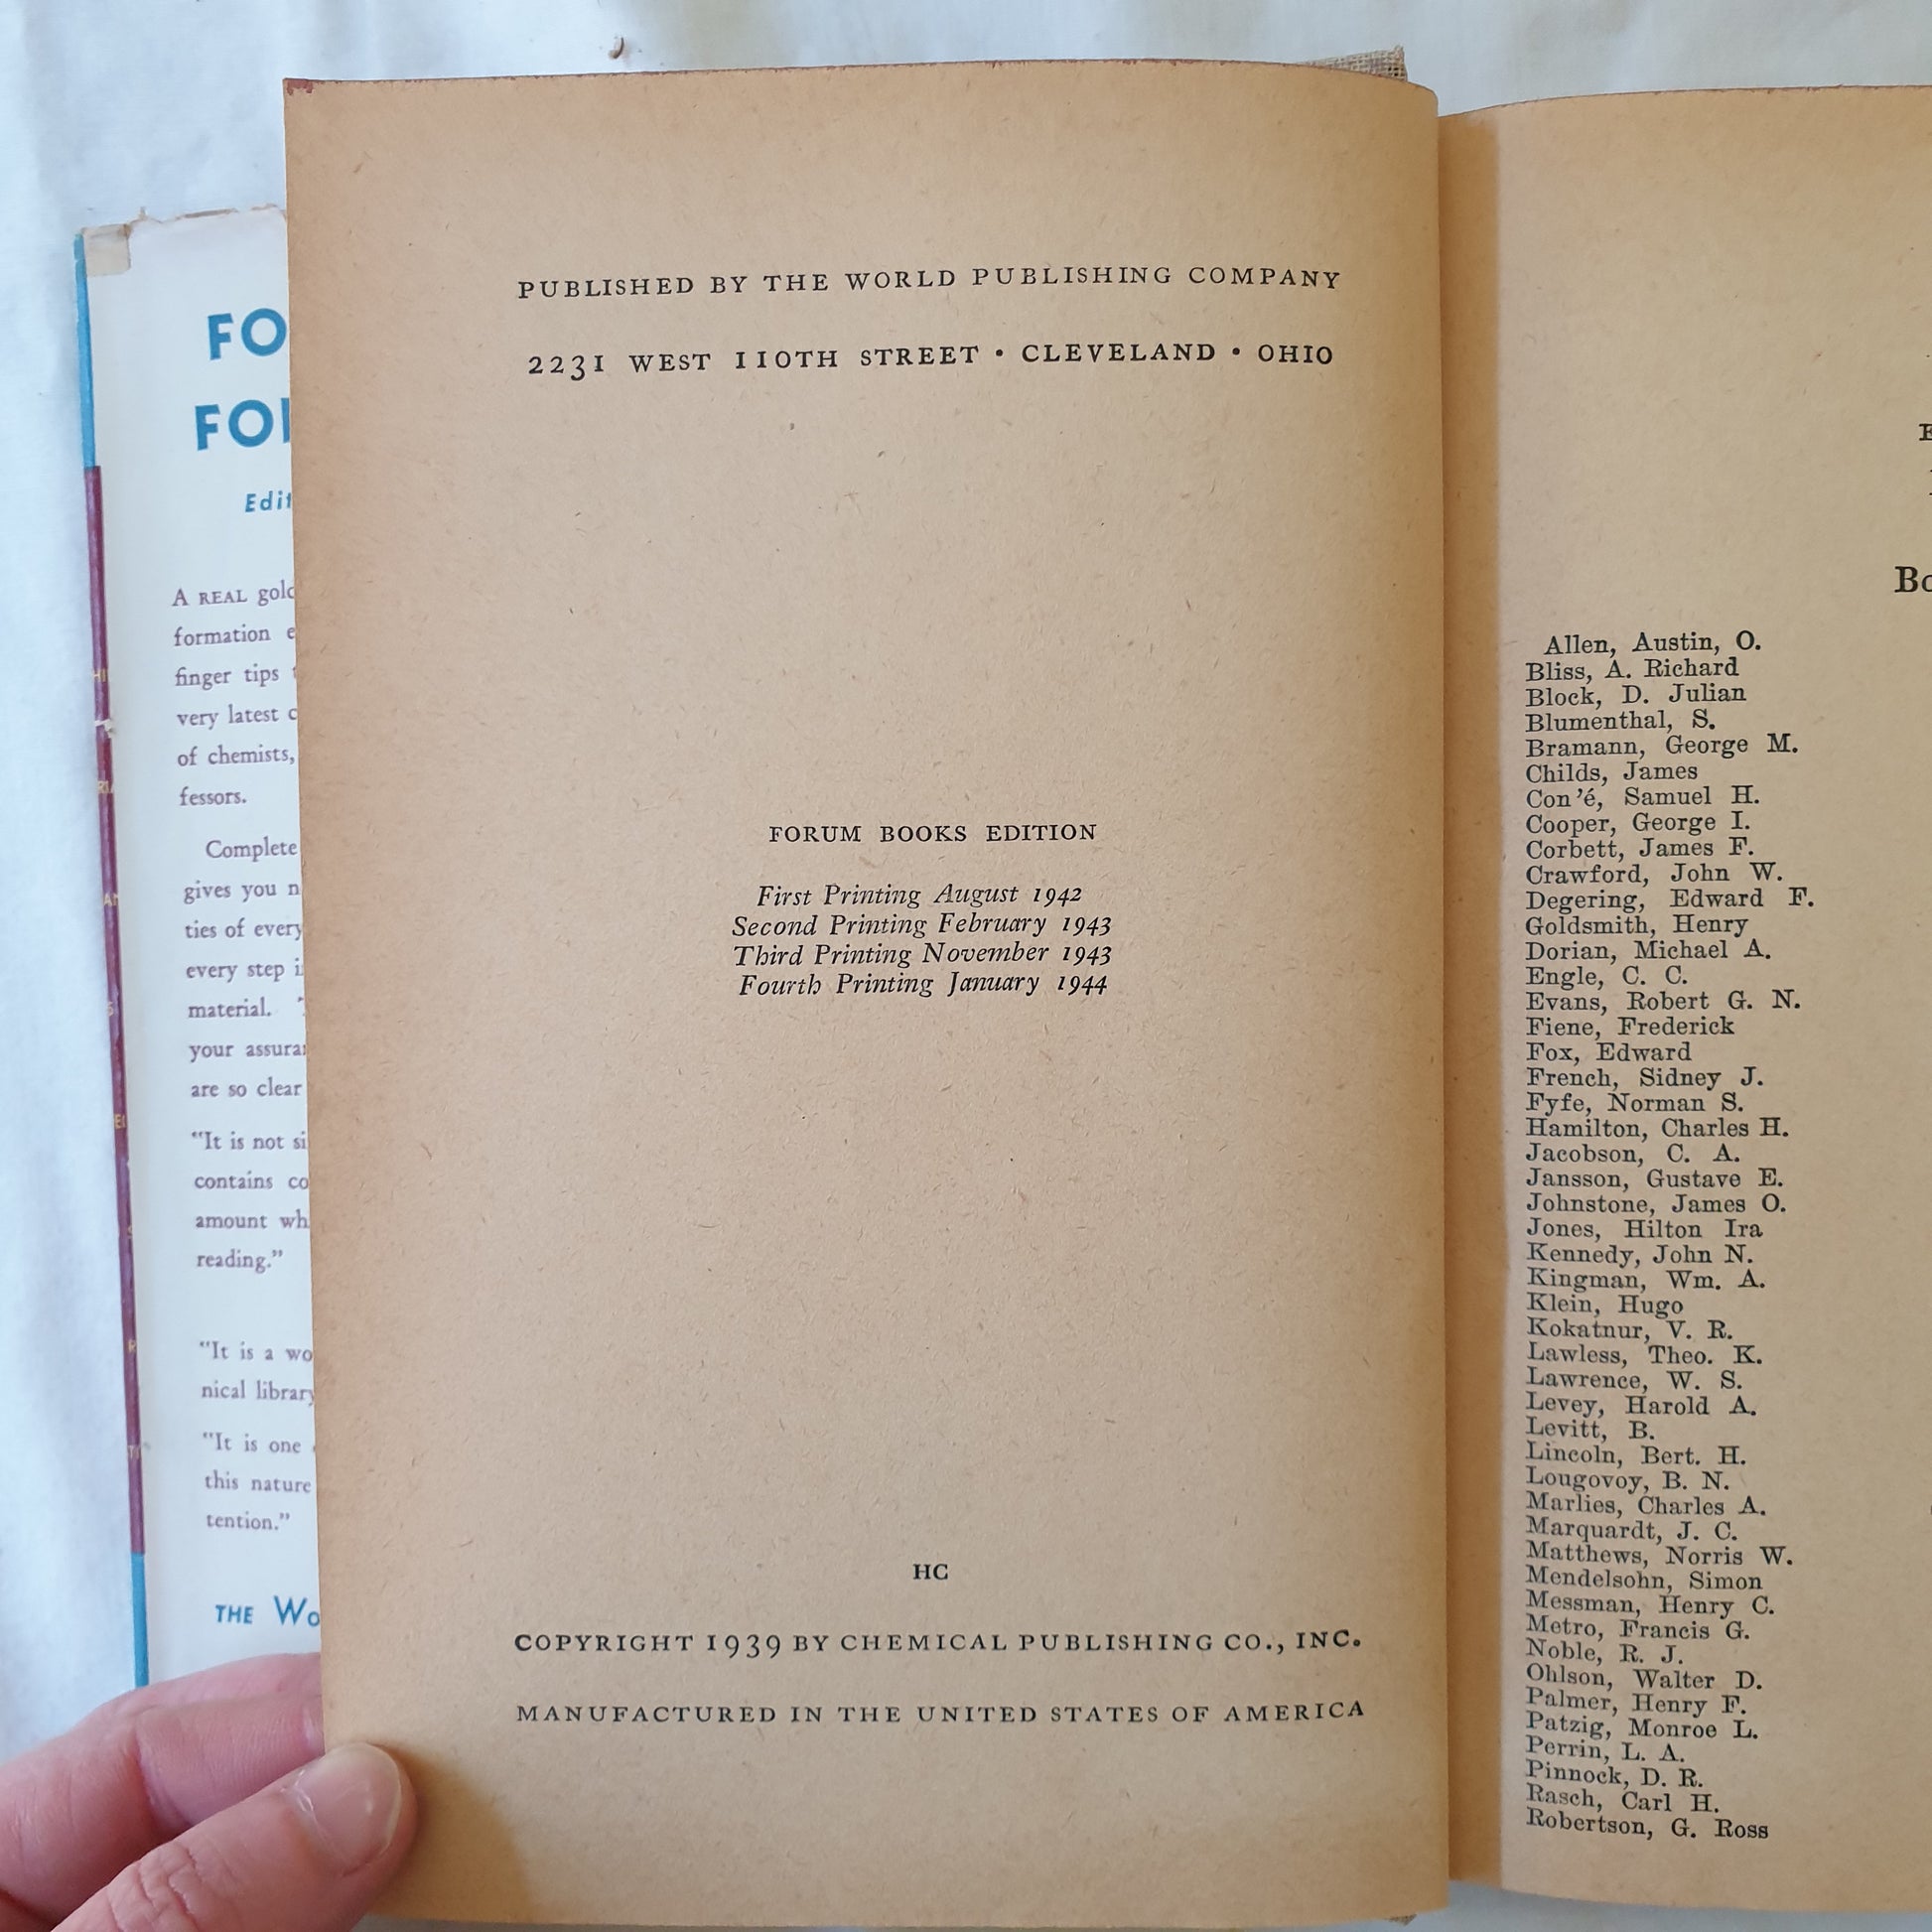 FO
FO
Edit
A REAL gold
formation e
finger tips
very latest c
of chemists,
fessors.
Complete
gives you n
ties of every
every step i
material.
your assura
are so clear
"It is not si
contains co
amount wh
reading."
"It is a wo
nical library
"It is one
this nature
tention."
THE Wo
PUBLISHED BY THE WORLD PUBLISHING COMPANY
2231 WEST 110TH STREET • CLEVELAND • OHIO
FORUM BOOKS EDITION
First Printing August 1942
Second Printing February 1943
Third Printing November 1943
Fourth Printing January 1944
HC
COPYRIGHT 1939 BY CHEMICAL PUBLISHING CO., INC.
MANUFACTURED IN THE UNITED STATES OF AMERICA
Bo
Allen, Austin, O.
Bliss, A. Richard
Block, D. Julian
Blumenthal, S.
Bramann, George M.
Childs, James
Con'é, Samuel H.
Cooper, George I.
Corbett, James F.
Crawford, John W.
Degering, Edward F.
Goldsmith, Henry
Dorian, Michael A.
Engle, C. C.
Evans, Robert G. N.
Fiene, Frederick
Fox, Edward
French, Sidney J.
Fyfe, Norman S.
Hamilton, Charles H.
Jacobson, C. A.
Jansson, Gustave E.
Johnstone, James O.
Jones, Hilton Ira
Kennedy, John N.
Kingman, Wm. A.
Klein, Hugo
Kokatnur, V. R.
Lawless, Theo. K.
Lawrence, W. S.
Levey, Harold A.
Levitt, B.
Lincoln, Bert. H.
Lougovoy, B. N.
Marlies, Charles A.
Marquardt, J. C.
Matthews, Norris W.
Mendelsohn, Simon
Messman, Henry C.
Metro, Francis G.
Noble, R. J.
Ohlson, Walter D.
Palmer, Henry F.
Patzig, Monroe L.
Perrin, L. A.
Pinnock, D. R.
Rasch, Carl H.
Robertson, G. Ross